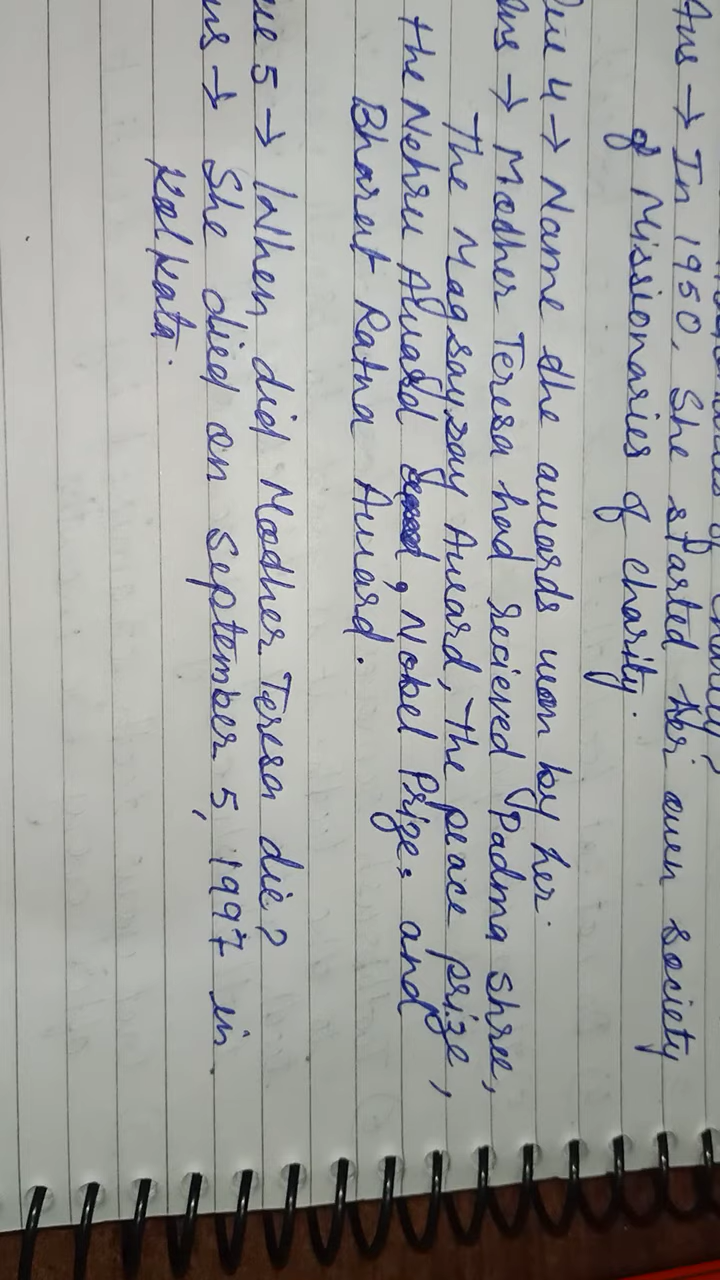 Ans → In 1950, She started her own society
of Missionaries of charity.
Que 4 → Name the awards won by her.
Ans → Mother Teresa had recieved Padma Shree,
The Magsaysay Award, The peace prize,
the Nehru Award, Nobel Prize, and
Bharat Ratna Award.
ue 5 → When did Mother Teresa die?
ns → She died on September 5, 1997 in
Kolkata.